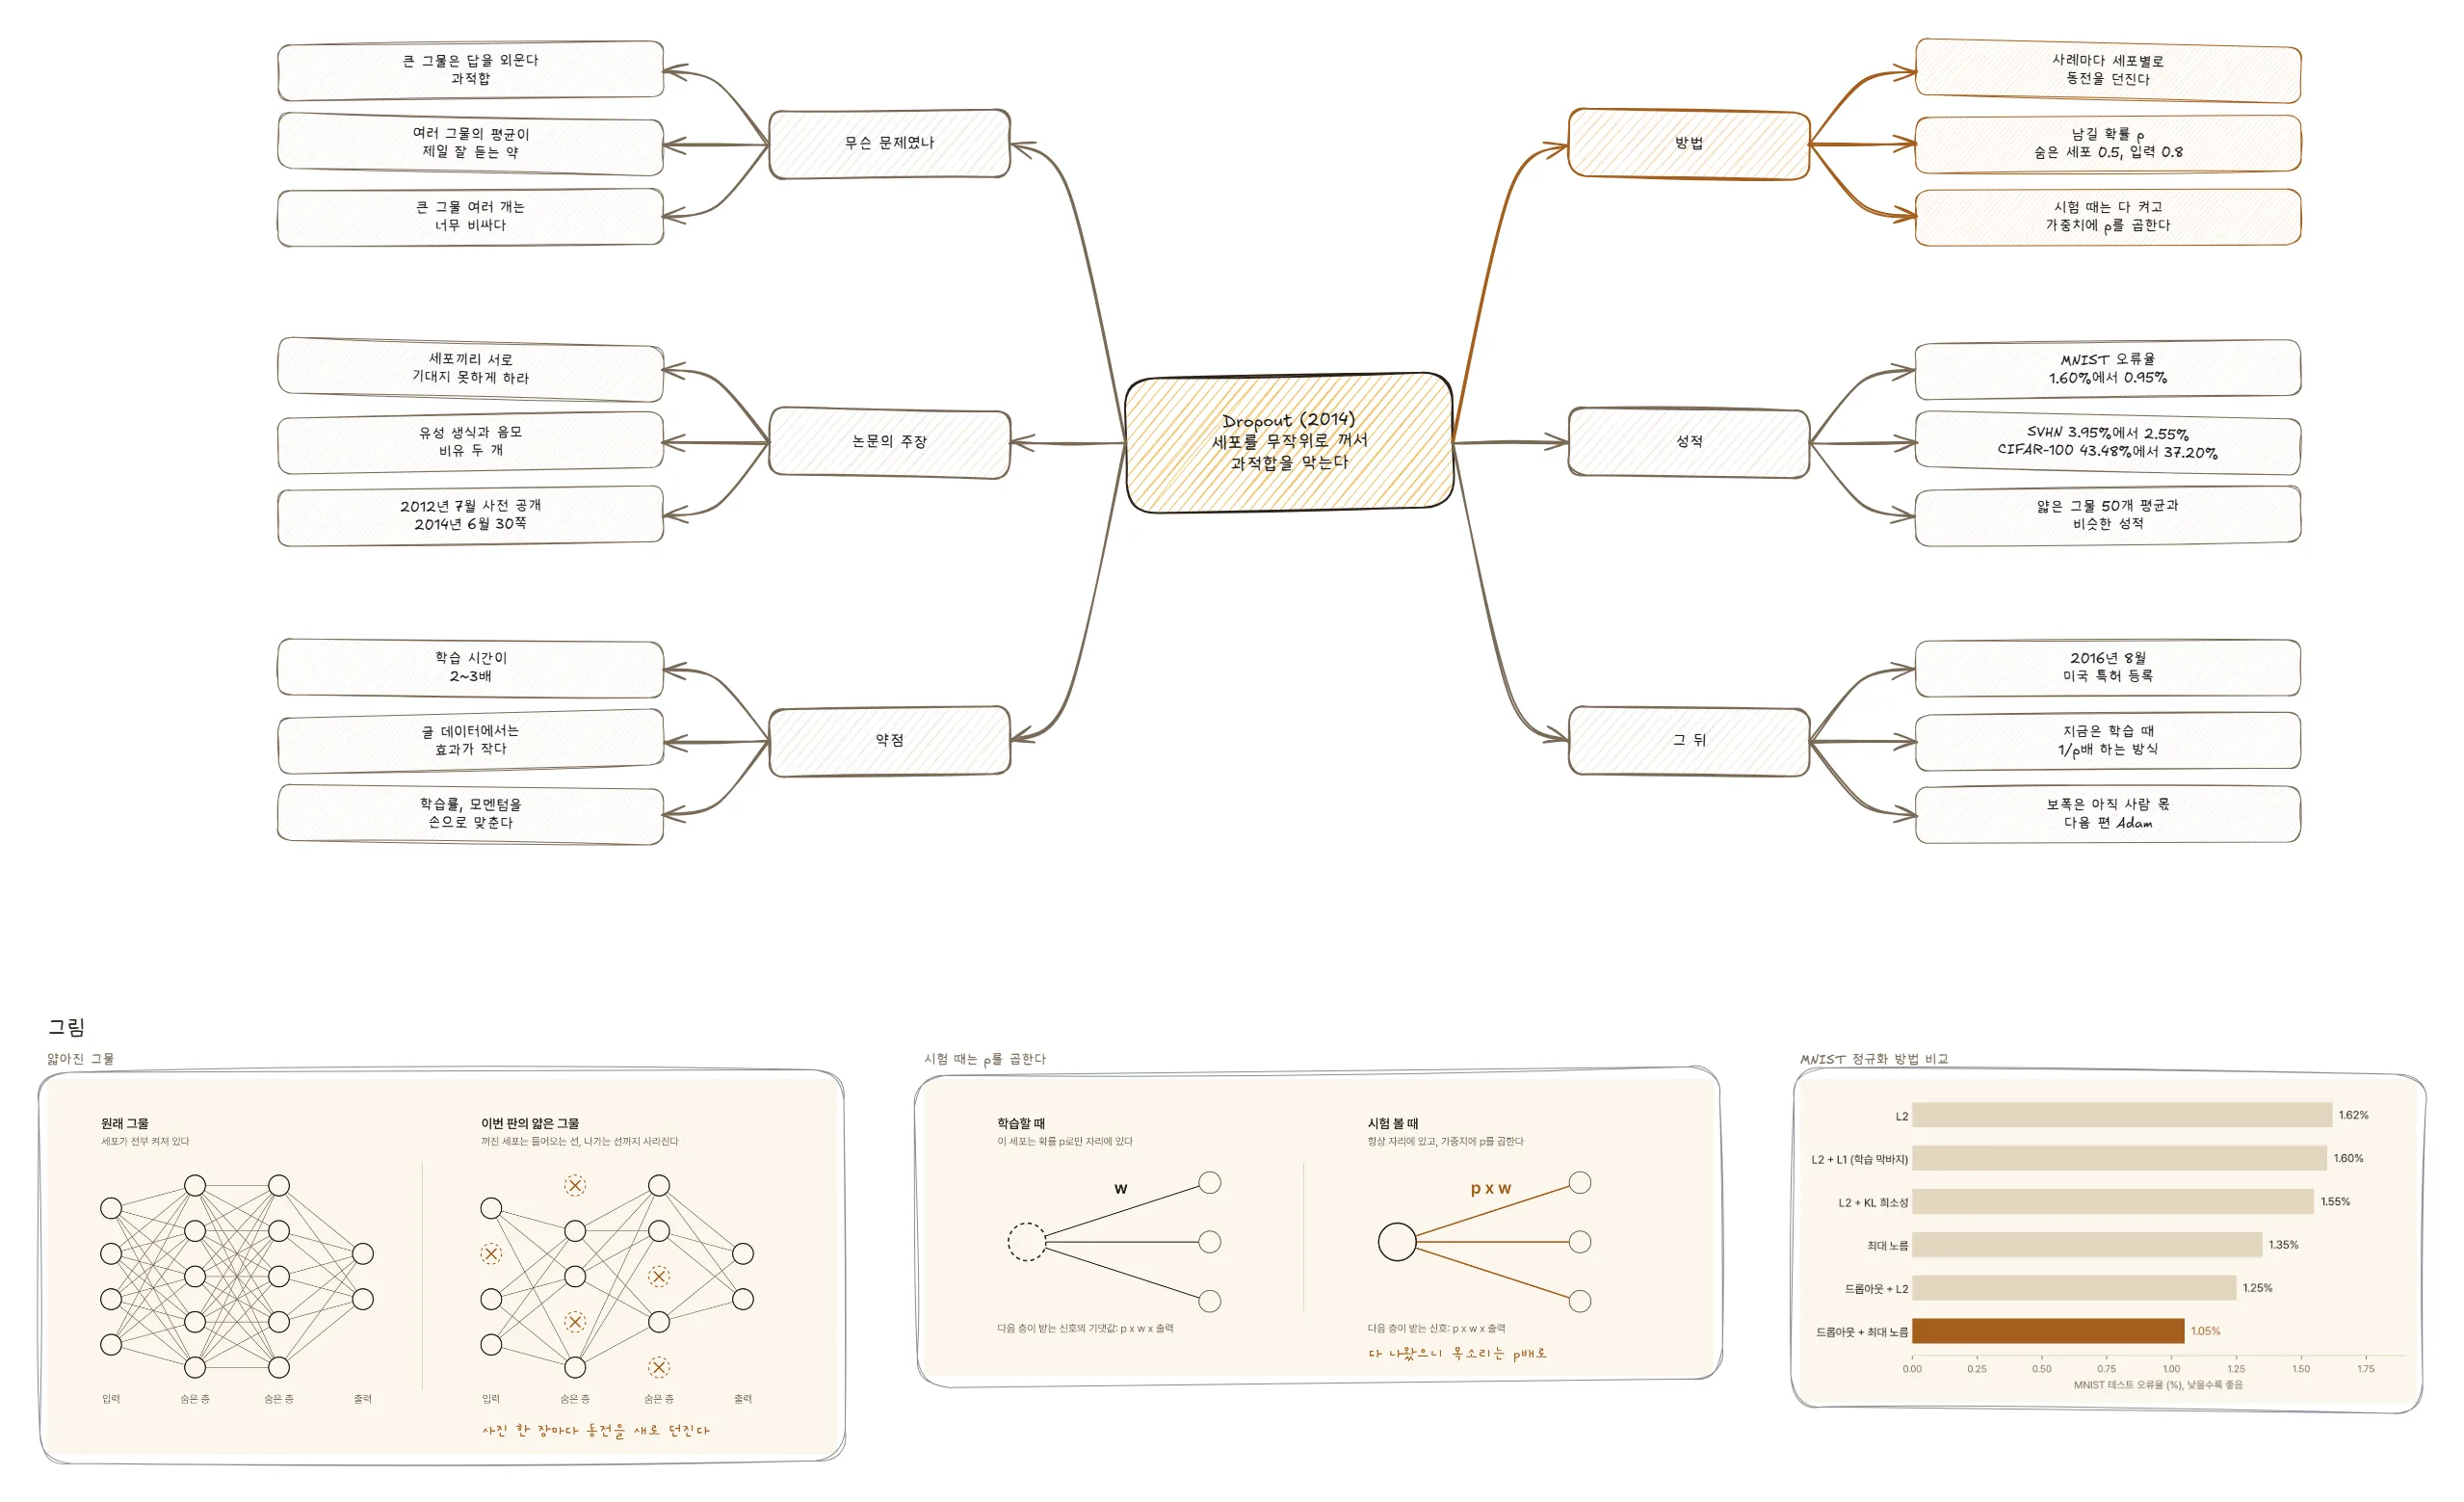 큰 그물은 답을 외운다
과적합
여러 그물의 평균이
제일 잘 듣는 약
큰 그물 여러 개는
너무 비싸다
무슨 문제였나
세포끼리 서로
기대지 못하게 하라
유성 생식과 음모
비유 두 개
2012년 7월 사전 공개
2014년 6월 30쪽
논문의 주장
학습 시간이
2~3배
글 데이터에서는
효과가 작다
학습률, 모멘텀을
손으로 맞춘다
약점
Dropout (2014)
세포를 무작위로 꺼서
과적합을 막는다
방법
사례마다 세포별로
동전을 던진다
남길 확률 p
숨은 세포 0.5, 입력 0.8
시험 때는 다 켜고
가중치에 p를 곱한다
성적
MNIST 오류율
1.60%에서 0.95%
SVHN 3.95%에서 2.55%
CIFAR-100 43.48%에서 37.20%
얇은 그물 50개 평균과
비슷한 성적
그 뒤
2016년 8월
미국 특허 등록
지금은 학습 때
1/p배 하는 방식
보폭은 아직 사람 몫
다음 편 Adam
그림
얇아진 그물
원래 그물
세포가 전부 켜져 있다
입력
숨은 층
숨은 층
출력
이번 판의 얇은 그물
꺼진 세포는 들어오는 선, 나가는 선까지 사라진다
입력
숨은 층
숨은 층
출력
사진 한 장마다 동전을 새로 던진다
시험 때는 p를 곱한다
학습할 때
이 세포는 확률 p로만 자리에 있다
w
다음 층이 받는 신호의 기댓값: p x w x 출력
시험 볼 때
항상 자리에 있고, 가중치에 p를 곱한다
p x w
다음 층이 받는 신호: p x w x 출력
다 나왔으니 목소리는 p배로
MNIST 정규화 방법 비교
L2 1.62%
L2 + L1 (학습 막바지) 1.60%
L2 + KL 희소성 1.55%
최대 노름 1.35%
드롭아웃 + L2 1.25%
드롭아웃 + 최대 노름 1.05%
0.00 0.25 0.50 0.75 1.00 1.25 1.50 1.75
MNIST 테스트 오류율 (%), 낮을수록 좋음